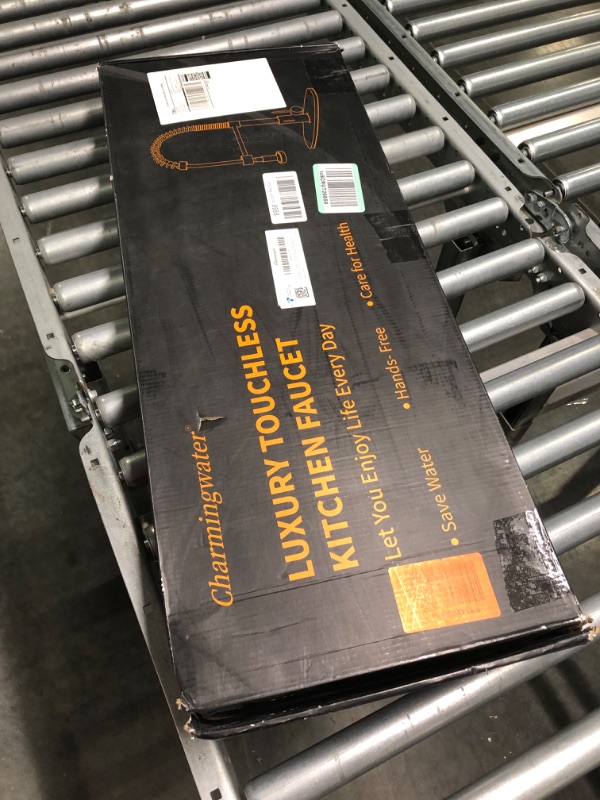 Charmingwater®
LUXURY TOUCHLESS
KITCHEN FAUCET
Let You Enjoy Life Every Day
• Save Water
• Hands- Free
• Care for Health